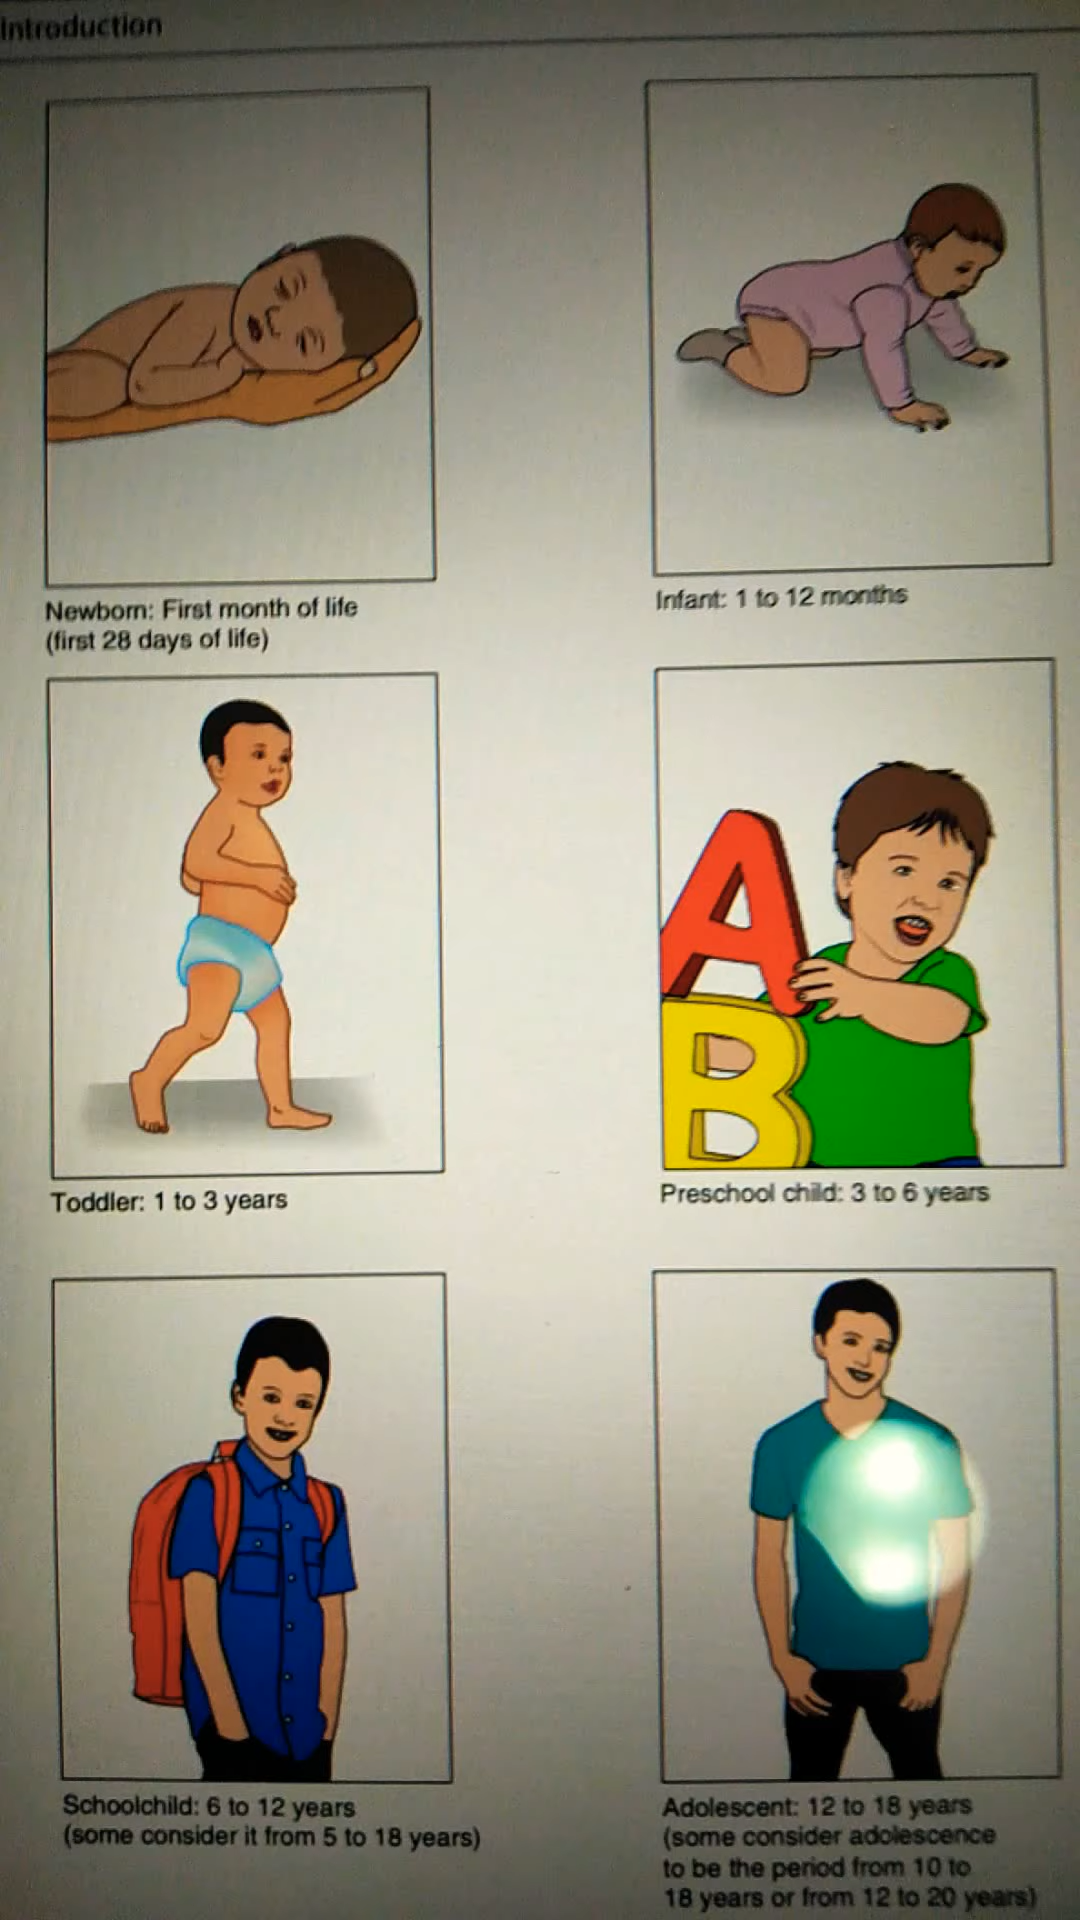 Introduction
Newborn: First month of life
(first 28 days of life)
Infant: 1 to 12 months
Toddler: 1 to 3 years
Preschool child: 3 to 6 years
Schoolchild: 6 to 12 years
(some consider it from 5 to 18 years)
Adolescent: 12 to 18 years
(some consider adolescence
to be the period from 10 to
18 years or from 12 to 20 years)